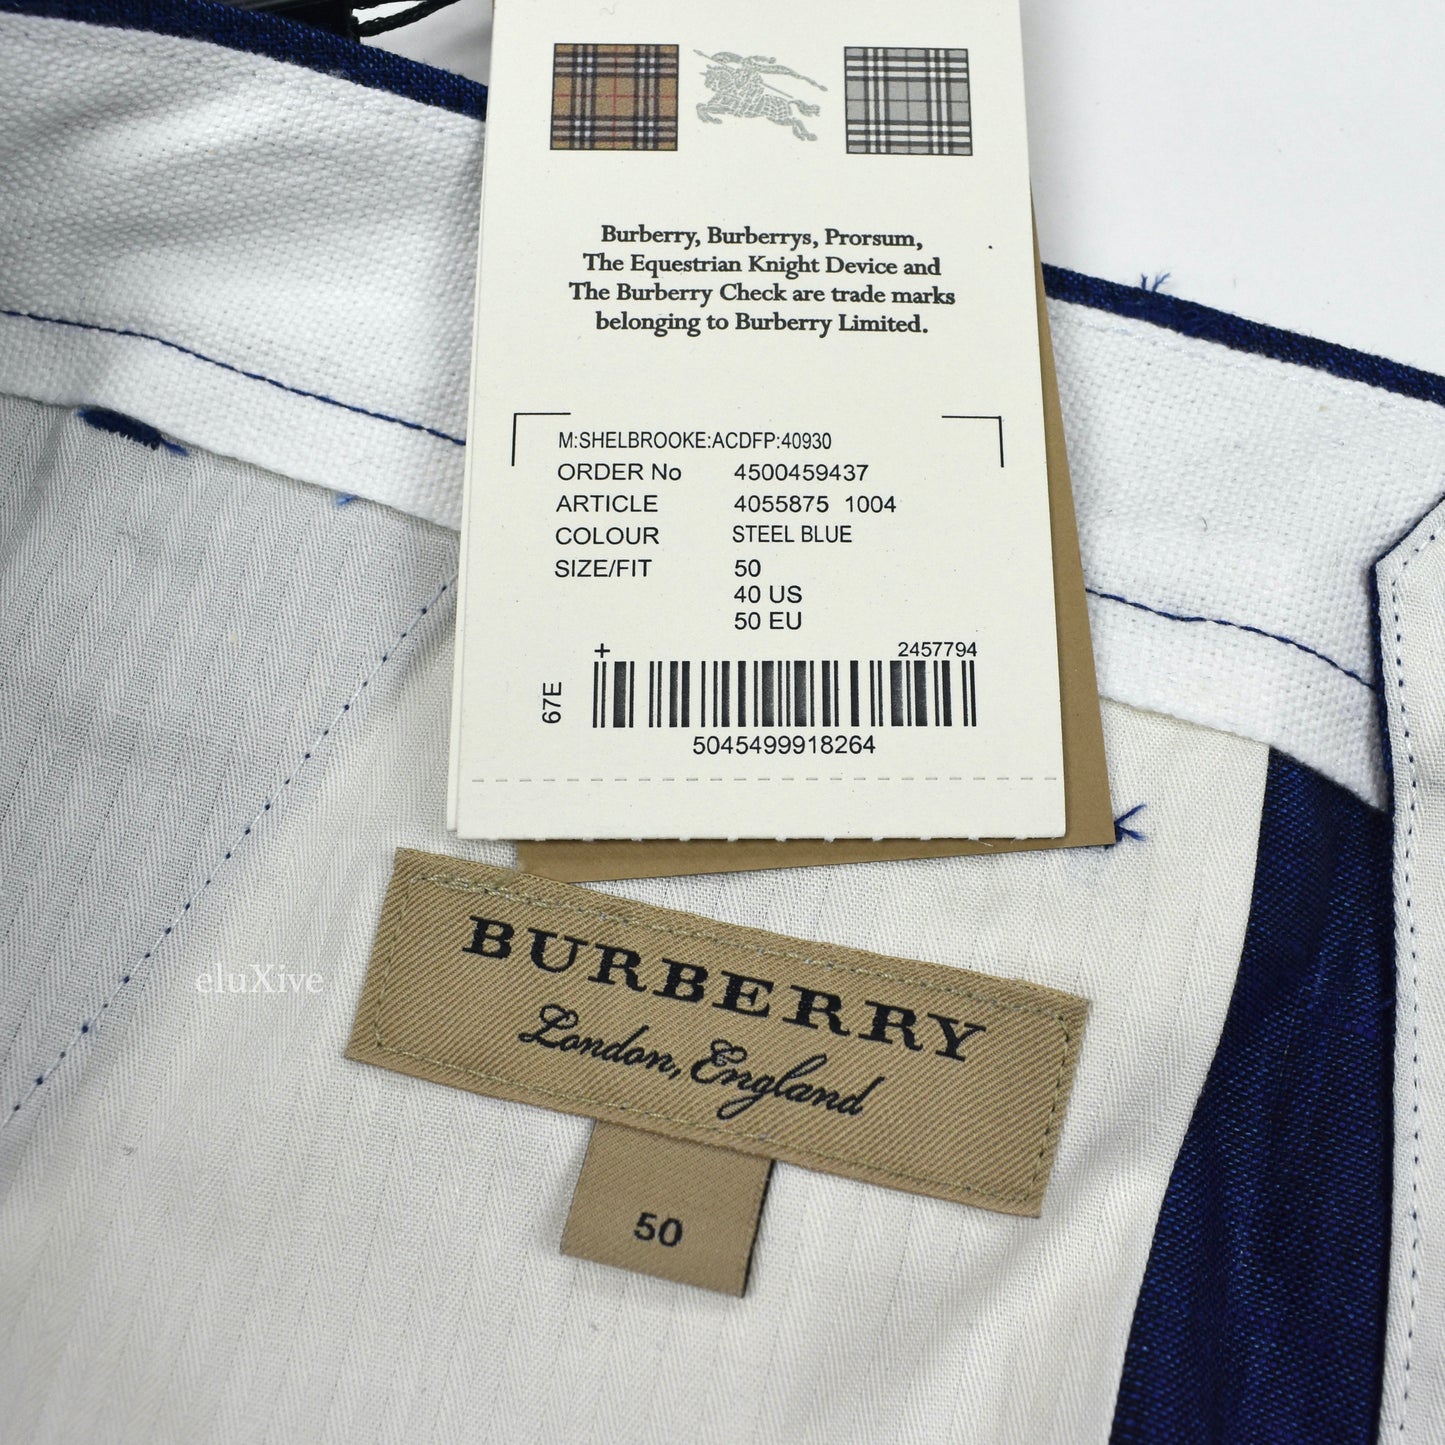 Burberry, Burberrys, Prorsum,
The Equestrian Knight Device and
The Burberry Check are trade marks
belonging to Burberry Limited.
M:SHELBROOKE:ACDFP:40930
ORDER No 4500459437
ARTICLE 4055875 1004
COLOUR STEEL BLUE
SIZE/FIT 50
40 US
50 EU
+ 2457794
67E
5045499918264
BURBERRY
London, England
50
eluXive